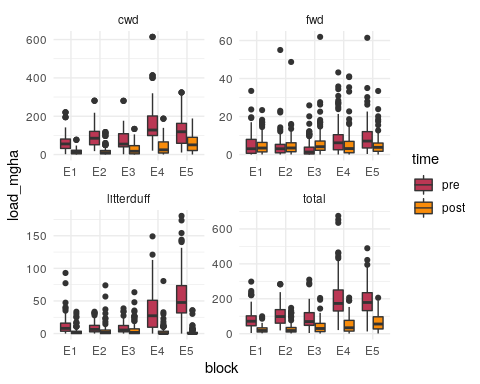 cwd
fwd
600
400
200
0
60
40
20
0
E1 E2 E3 E4 E5
E1 E2 E3 E4 E5
litterduff
total
150
100
50
0
600
400
200
0
E1 E2 E3 E4 E5
E1 E2 E3 E4 E5
load_mgha
block
time
pre
post